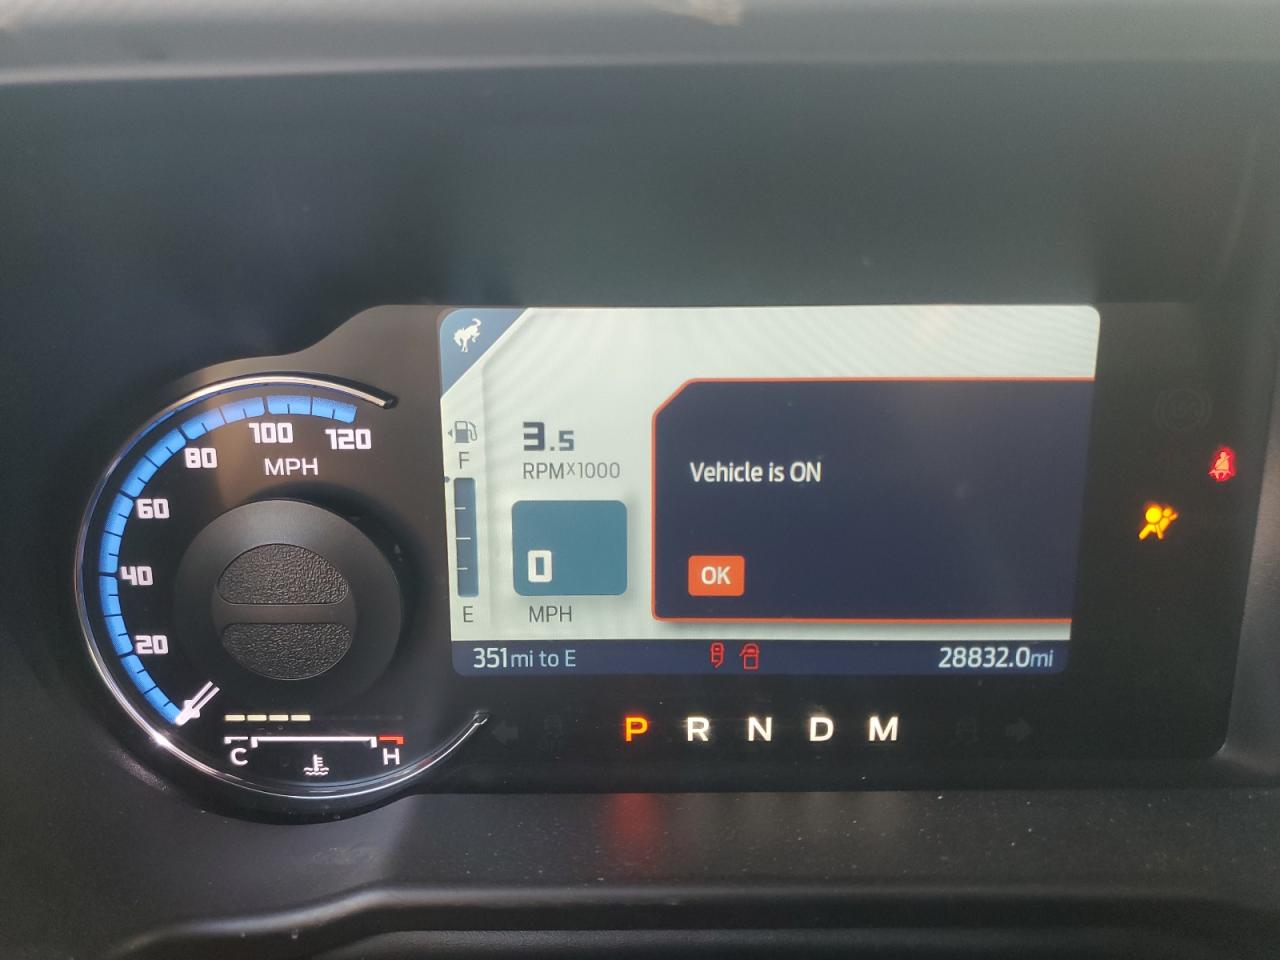 100
120
80
MPH
60
40
20
C
H
F
E
3.5
RPMx1000
0
MPH
Vehicle is ON
OK
351mi to E
28832.0mi
P R N D M